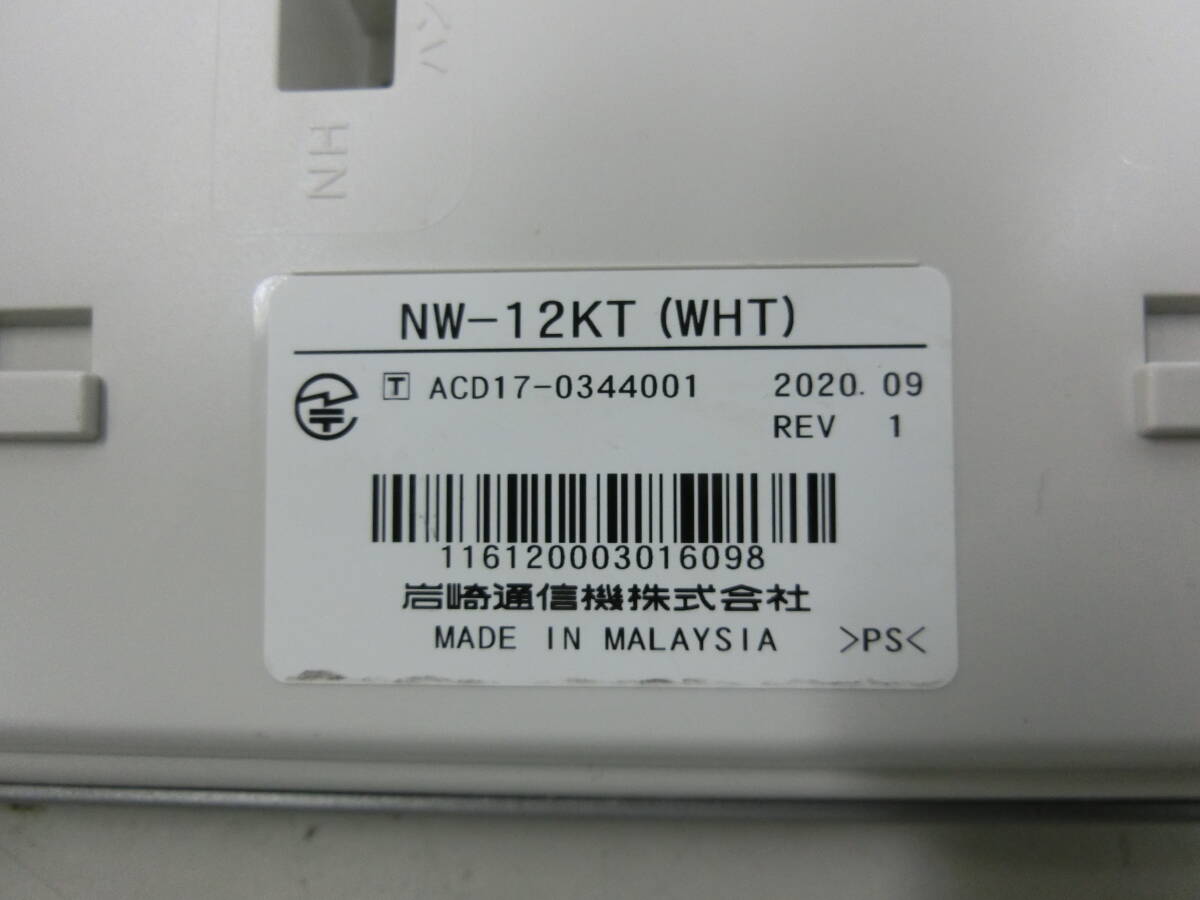 HN
NW-12KT (WHT)
T ACD17-0344001 2020. 09
REV 1
116120003016098
岩崎通信機株式会社
MADE IN MALAYSIA >PS<